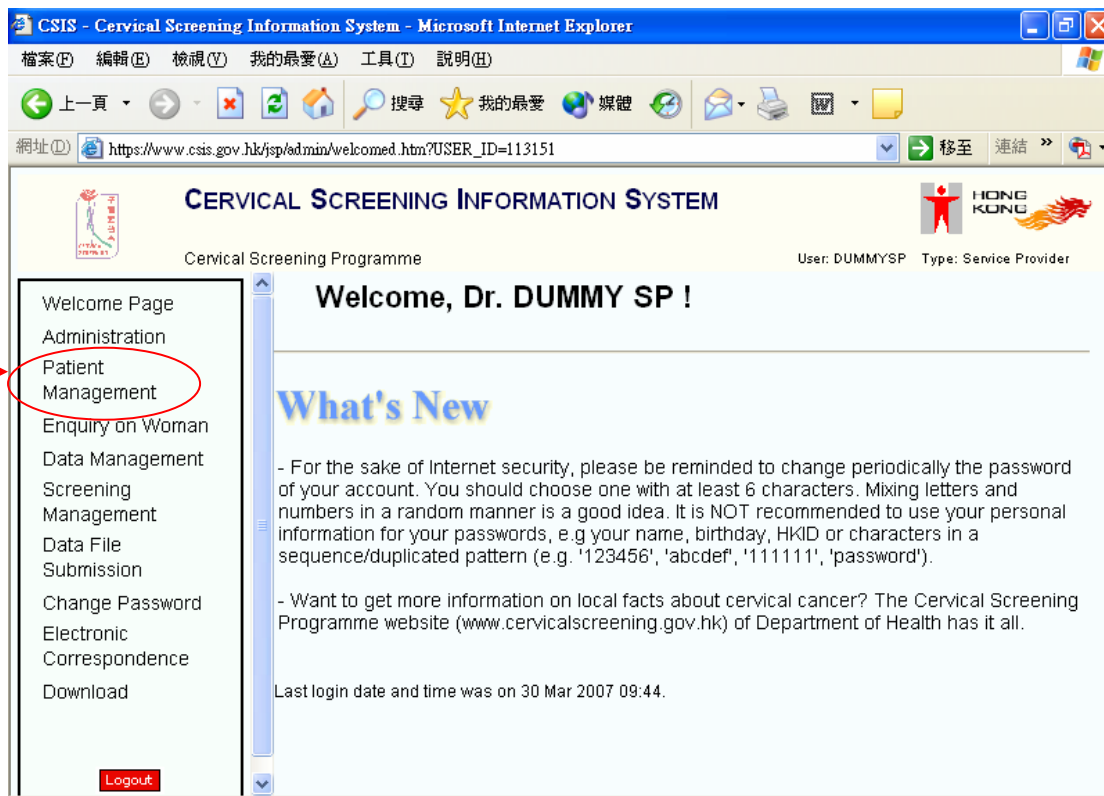 CSIS - Cervical Screening Information System - Microsoft Internet Explorer
檔案(F) 編輯(E) 檢視(V) 我的最愛(A) 工具(T) 說明(H)
上一頁 搜尋 我的最愛 媒體
網址(D) https://www.csis.gov.hk/jsp/admin/welcomed.htm?USER_ID=113151 移至 連結 »
CERVICAL SCREENING INFORMATION SYSTEM
HONG
KONG
Cervical Screening Programme
User: DUMMYSP Type: Service Provider
Welcome Page
Administration
Patient
Management
Enquiry on Woman
Data Management
Screening
Management
Data File
Submission
Change Password
Electronic
Correspondence
Download
Logout
Welcome, Dr. DUMMY SP !
What's New
- For the sake of Internet security, please be reminded to change periodically the password
of your account. You should choose one with at least 6 characters. Mixing letters and
numbers in a random manner is a good idea. It is NOT recommended to use your personal
information for your passwords, e.g your name, birthday, HKID or characters in a
sequence/duplicated pattern (e.g. '123456', 'abcdef', '111111', 'password').
- Want to get more information on local facts about cervical cancer? The Cervical Screening
Programme website (www.cervicalscreening.gov.hk) of Department of Health has it all.
Last login date and time was on 30 Mar 2007 09:44.